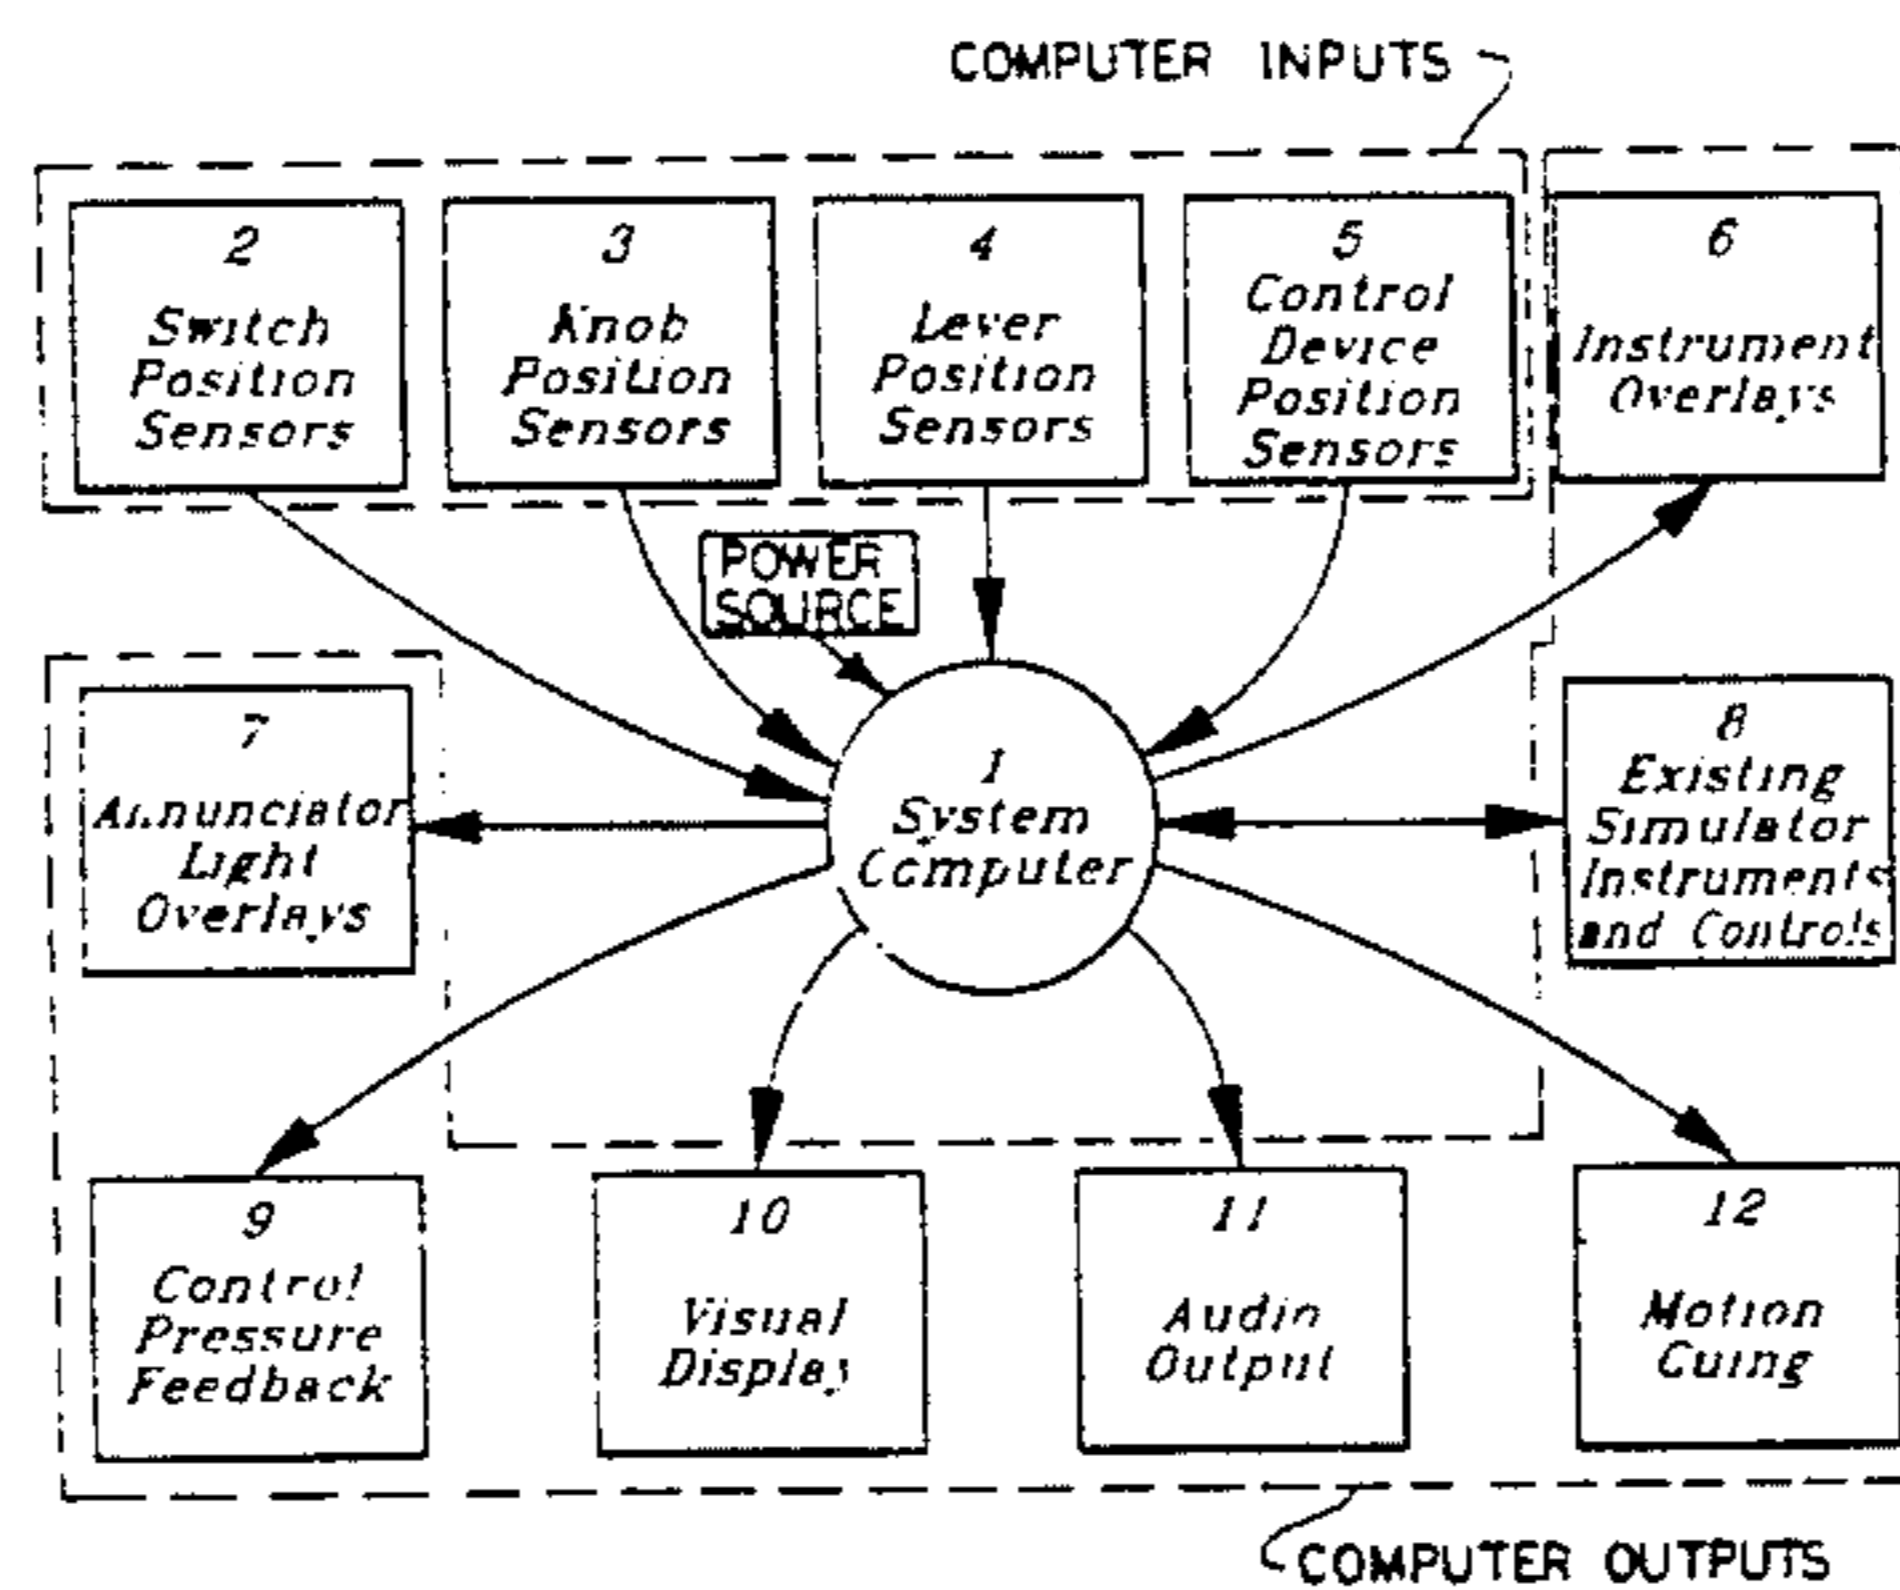 COMPUTER INPUTS
2
Switch
Position
Sensors
3
Knob
Position
Sensors
4
Lever
Position
Sensors
5
Control
Device
Position
Sensors
6
Instrument
Overlays
POWER
SOURCE
7
Annunciator
Light
Overlays
1
System
Computer
8
Existing
Simulator
Instruments
and Controls
9
Control
Pressure
Feedback
10
Visual
Display
11
Audio
Output
12
Motion
Cuing
COMPUTER OUTPUTS